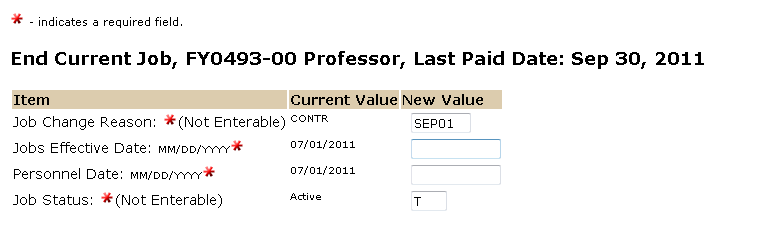 * - indicates a required field.
End Current Job, FY0493-00 Professor, Last Paid Date: Sep 30, 2011
Item Current Value New Value
Job Change Reason: *(Not Enterable) CONTR SEP01
Jobs Effective Date: MM/DD/YYYY* 07/01/2011
Personnel Date: MM/DD/YYYY* 07/01/2011
Job Status: *(Not Enterable) Active T